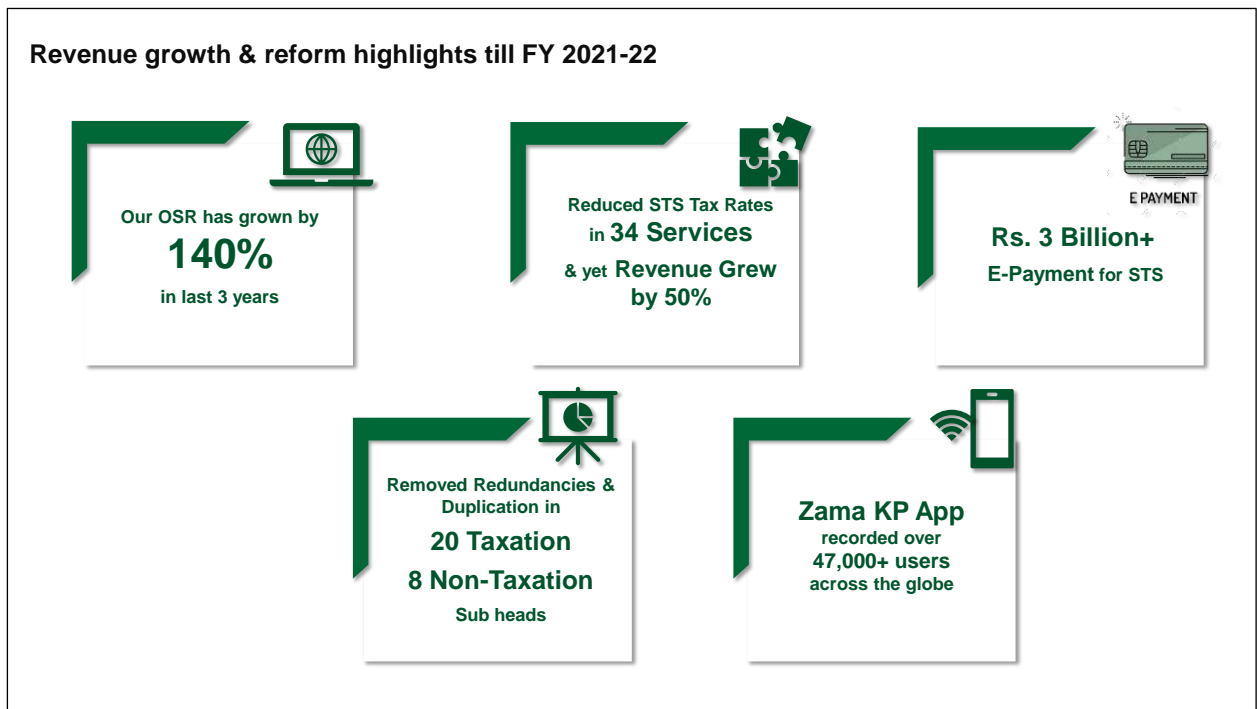 Revenue growth & reform highlights till FY 2021-22
Our OSR has grown by
140%
in last 3 years
Reduced STS Tax Rates
in 34 Services
& yet Revenue Grew
by 50%
E PAYMENT
Rs. 3 Billion+
E-Payment for STS
Removed Redundancies &
Duplication in
20 Taxation
8 Non-Taxation
Sub heads
Zama KP App
recorded over
47,000+ users
across the globe